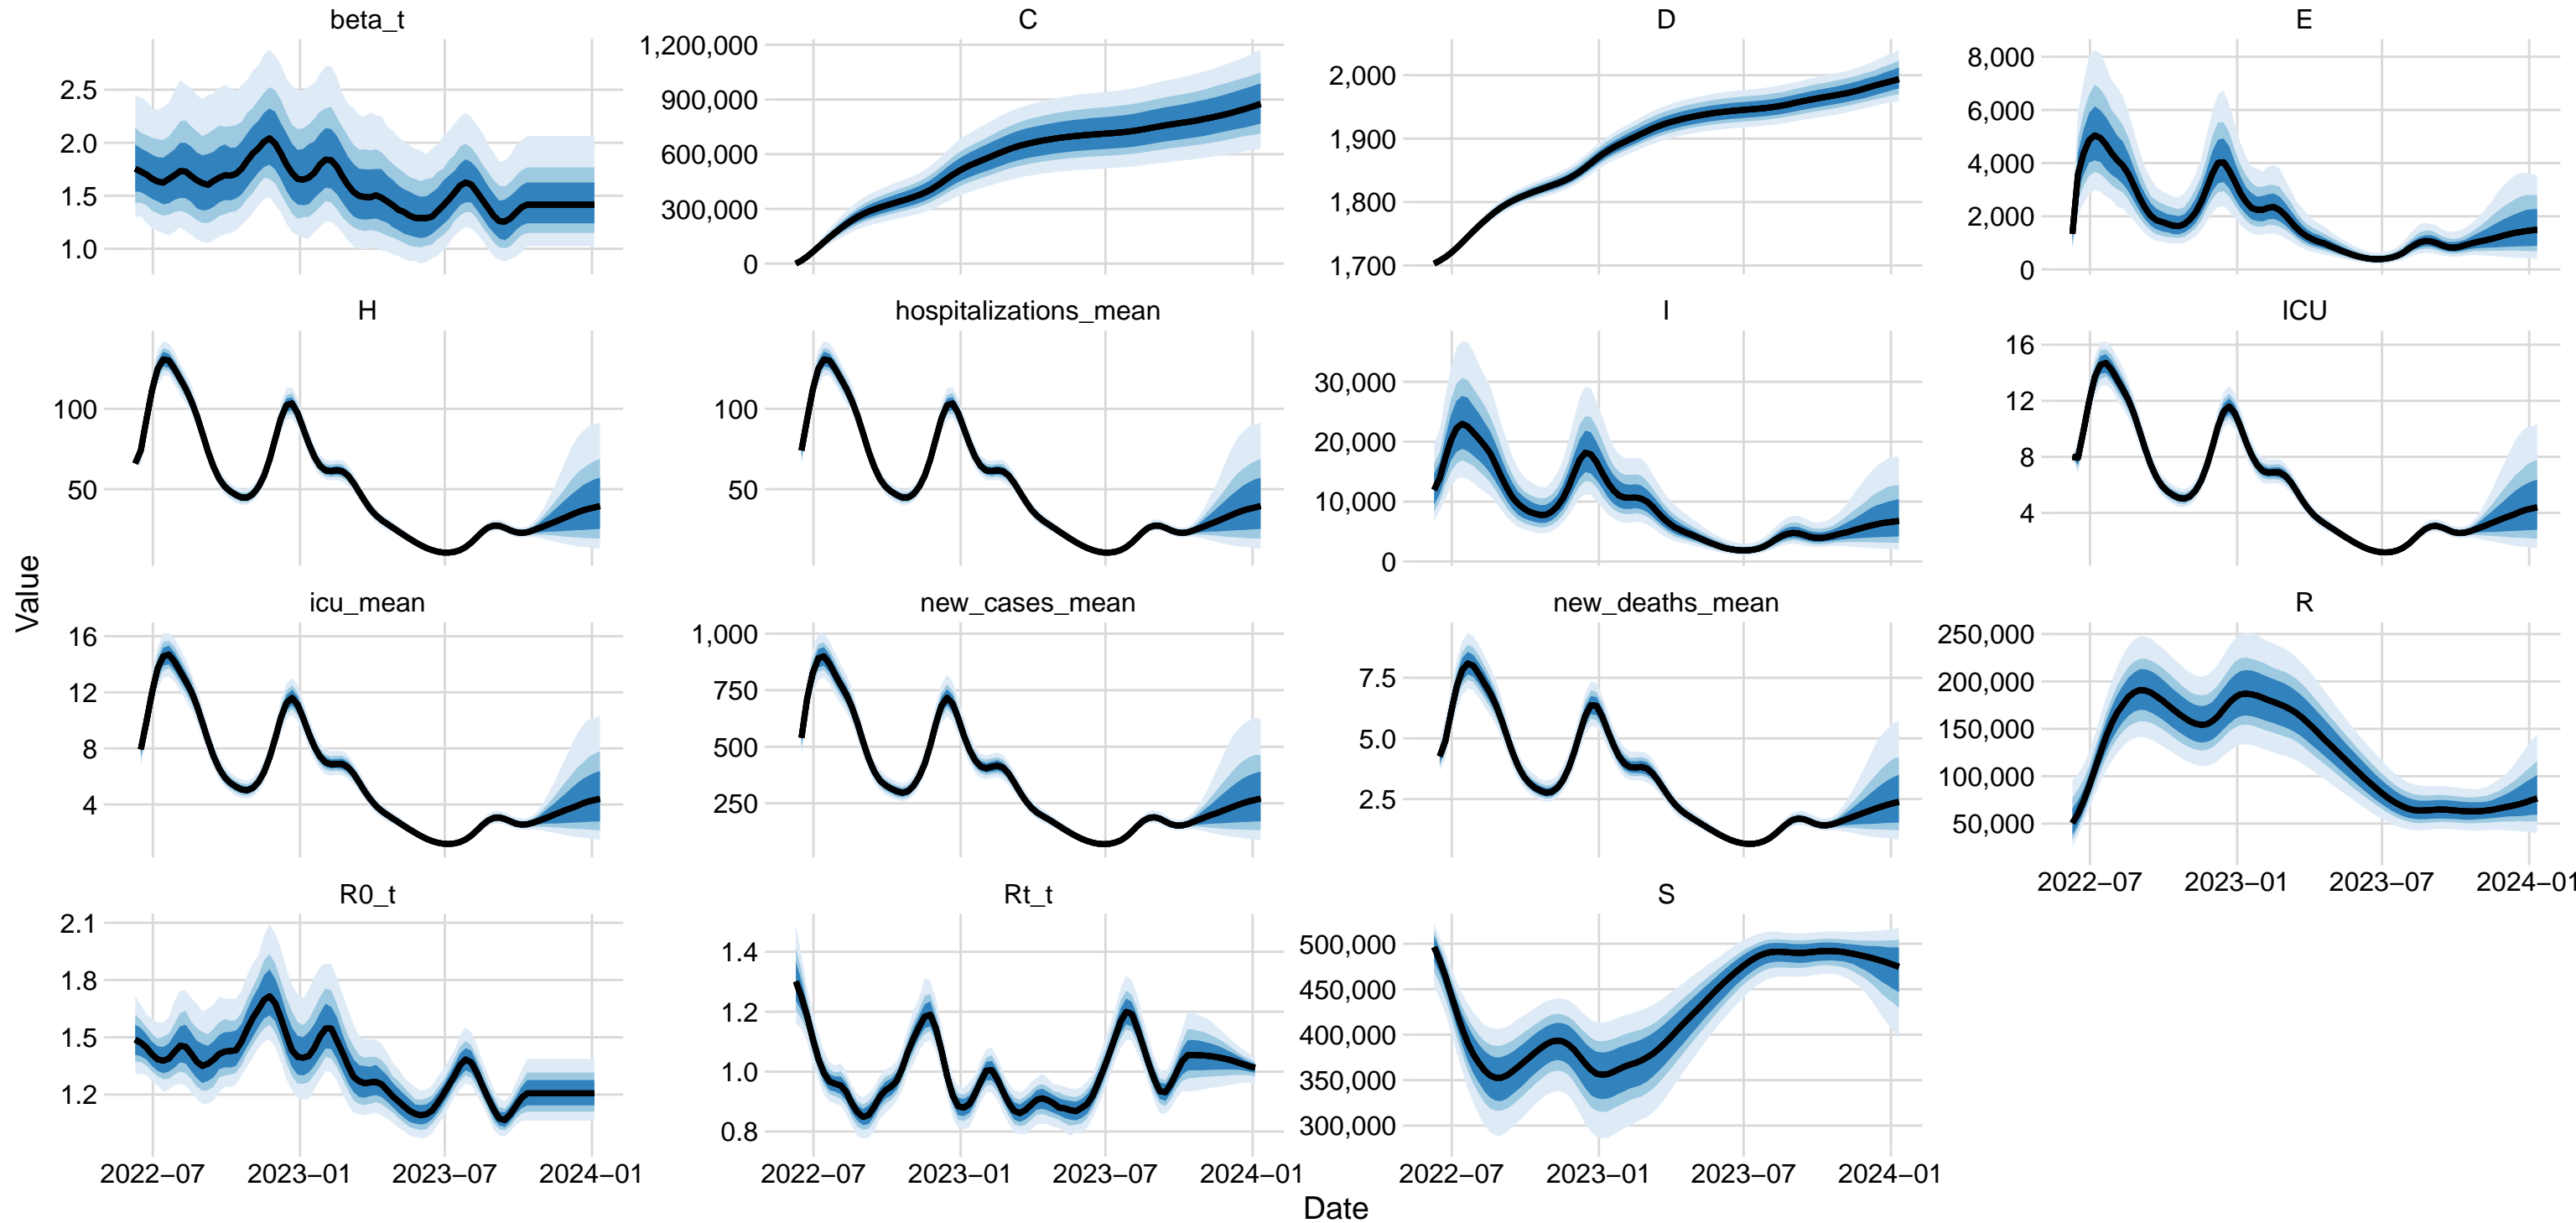 beta_t
C
D
E
2.5
2.0
1.5
1.0
1,200,000
900,000
600,000
300,000
0
2,000
1,900
1,800
1,700
8,000
6,000
4,000
2,000
0
H
hospitalizations_mean
I
ICU
100
50
100
50
30,000
20,000
10,000
0
16
12
8
4
Value
icu_mean
new_cases_mean
new_deaths_mean
R
16
12
8
4
1,000
750
500
250
7.5
5.0
2.5
250,000
200,000
150,000
100,000
50,000
2022−07 2023−01 2023−07 2024−01
R0_t
Rt_t
S
2.1
1.8
1.5
1.2
1.4
1.2
1.0
0.8
500,000
450,000
400,000
350,000
300,000
2022−07 2023−01 2023−07 2024−01
2022−07 2023−01 2023−07 2024−01
2022−07 2023−01 2023−07 2024−01
Date